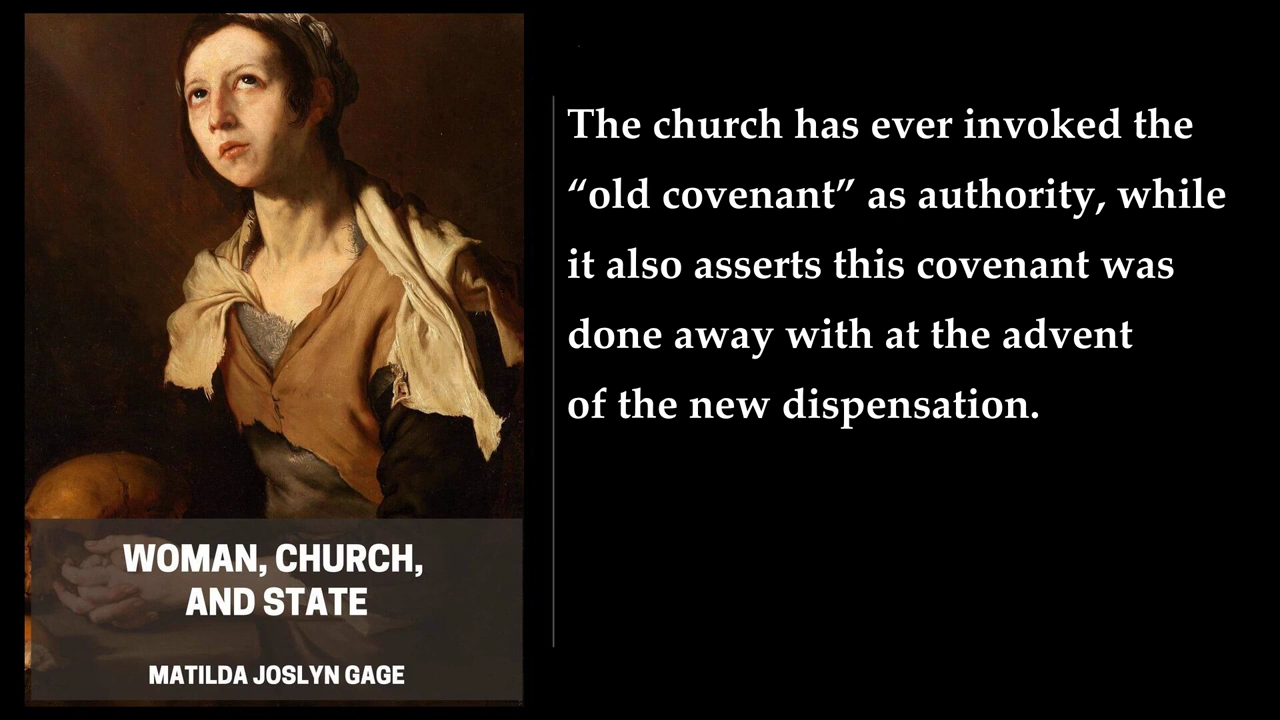 WOMAN, CHURCH,
AND STATE
MATILDA JOSLYN GAGE
The church has ever invoked the
“old covenant” as authority, while
it also asserts this covenant was
done away with at the advent
of the new dispensation.